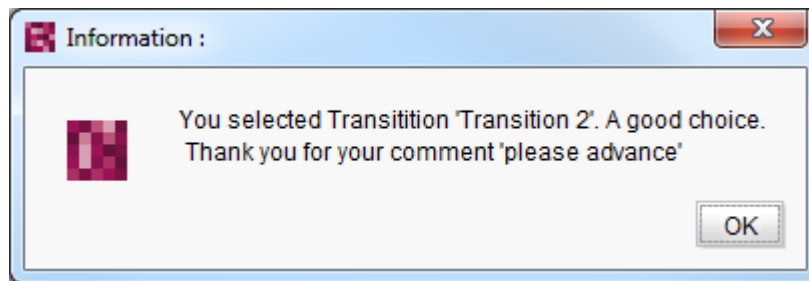 Information :
You selected Transitition 'Transition 2'. A good choice.
Thank you for your comment 'please advance'
OK